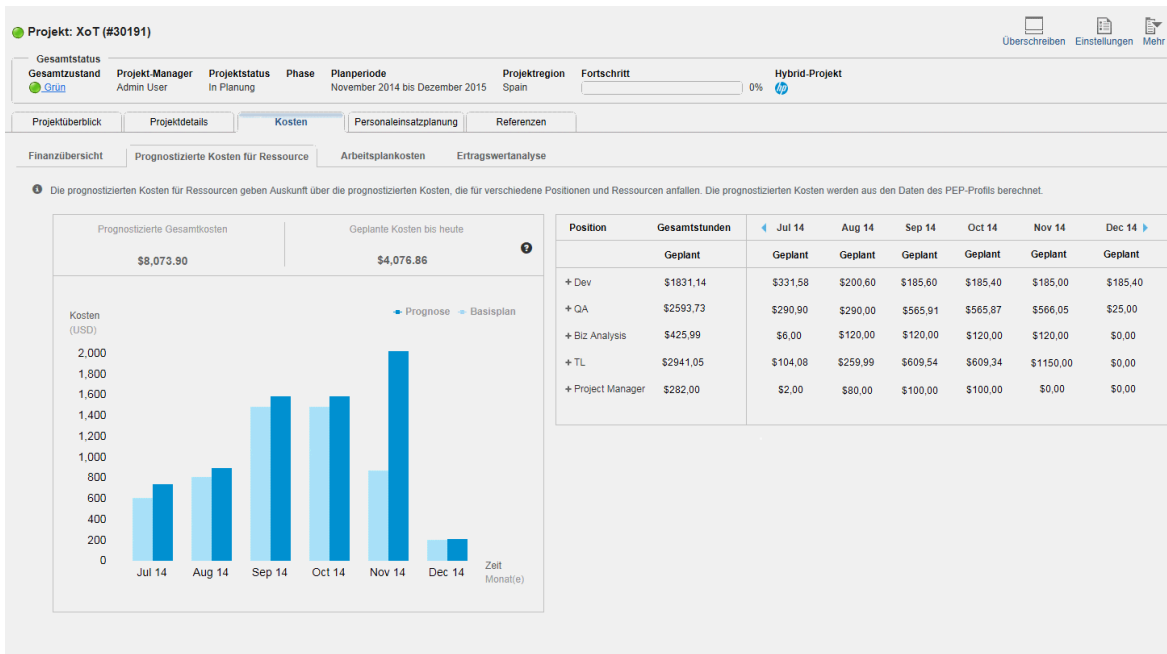 Projekt: XoT (#30191)
Überschreiben Einstellungen Mehr
Gesamtstatus
Gesamtzustand Projekt-Manager Projektstatus Phase Planperiode Projektregion Fortschritt Hybrid-Projekt
Grün Admin User In Planung November 2014 bis Dezember 2015 Spain 0% hp
Projektüberblick Projektdetails Kosten Personaleinsatzplanung Referenzen
Finanzübersicht Prognostizierte Kosten für Ressource Arbeitsplankosten Ertragswertanalyse
Die prognostizierten Kosten für Ressourcen geben Auskunft über die prognostizierten Kosten, die für verschiedene Positionen und Ressourcen anfallen. Die prognostizierten Kosten werden aus den Daten des PEP-Profils berechnet.
Prognostizierte Gesamtkosten Geplante Kosten bis heute
$8,073.90 $4,076.86
Kosten
(USD)
Prognose Basisplan
2,000
1,800
1,600
1,400
1,200
1,000
800
600
400
200
0
Jul 14 Aug 14 Sep 14 Oct 14 Nov 14 Dec 14
Zeit
Monat(e)
Position Gesamtstunden Jul 14 Aug 14 Sep 14 Oct 14 Nov 14 Dec 14
Geplant Geplant Geplant Geplant Geplant Geplant Geplant
+ Dev $1831,14 $331,58 $200,60 $185,60 $185,40 $185,00 $185,40
+ QA $2593,73 $290,90 $290,00 $565,91 $565,87 $566,05 $25,00
+ Biz Analysis $425,99 $6,00 $120,00 $120,00 $120,00 $120,00 $0,00
+ TL $2941,05 $104,08 $259,99 $609,54 $609,34 $1150,00 $0,00
+ Project Manager $282,00 $2,00 $80,00 $100,00 $100,00 $0,00 $0,00